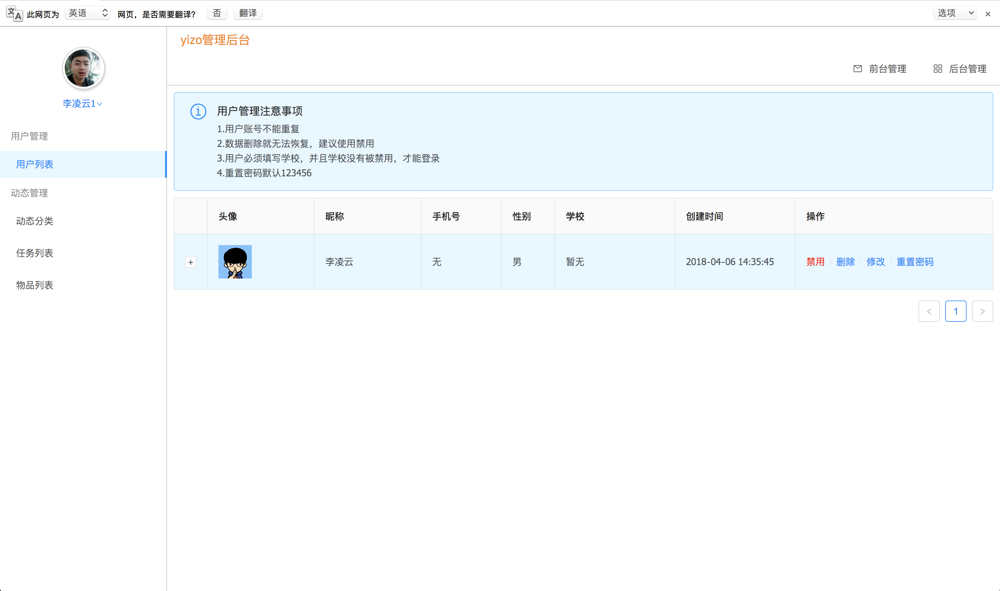 此网页为 英语 网页，是否需要翻译？ 否 翻译 选项
yizo管理后台
前台管理 后台管理
李凌云1
用户管理
用户列表
动态管理
动态分类
任务列表
物品列表
用户管理注意事项
1.用户账号不能重复
2.数据删除就无法恢复，建议使用禁用
3.用户必须填写学校，并且学校没有被禁用，才能登录
4.重置密码默认123456
头像 昵称 手机号 性别 学校 创建时间 操作
李凌云 无 男 暂无 2018-04-06 14:35:45 禁用 删除 修改 重置密码
1